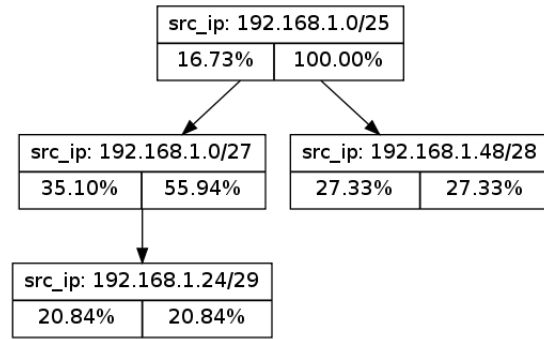 src_ip: 192.168.1.0/25
16.73% 100.00%
src_ip: 192.168.1.0/27
35.10% 55.94%
src_ip: 192.168.1.48/28
27.33% 27.33%
src_ip: 192.168.1.24/29
20.84% 20.84%